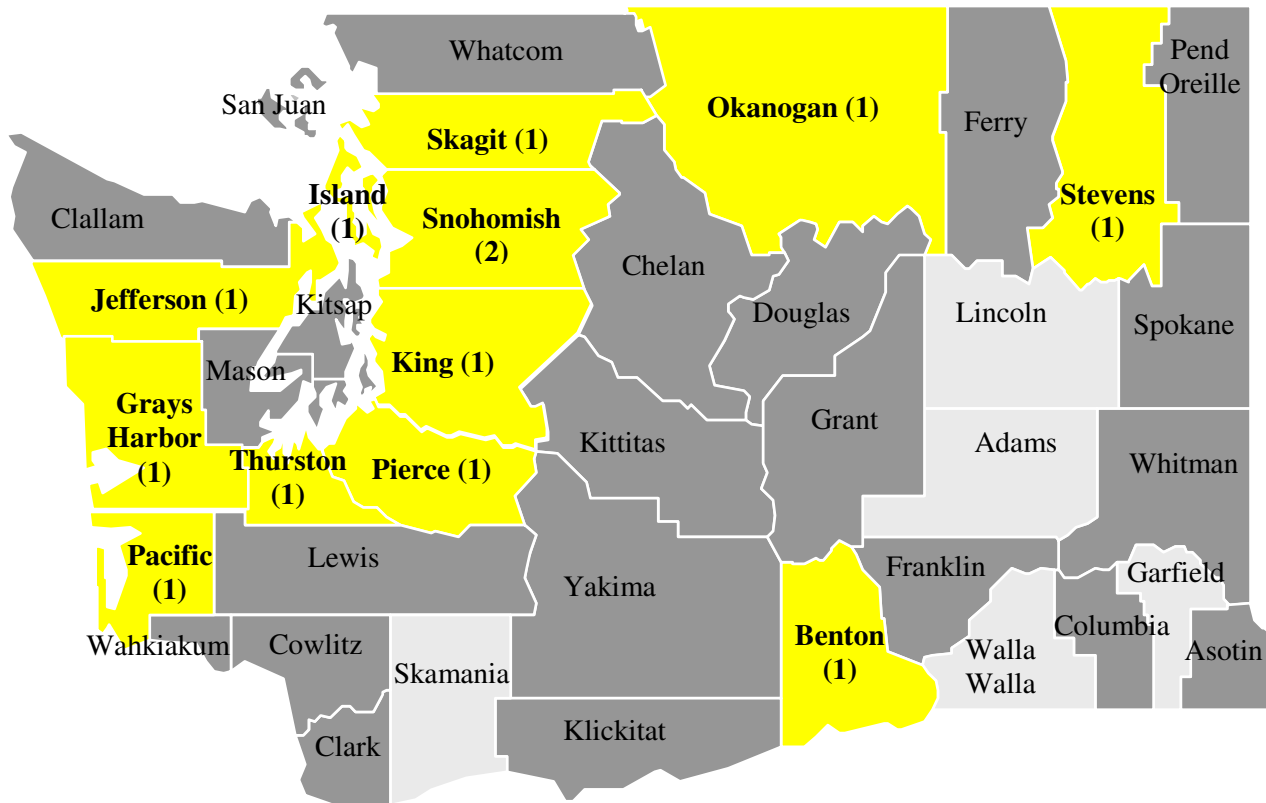 Whatcom
Pend
Oreille
San Juan
Okanogan (1)
Ferry
Skagit (1)
Island
(1)
Stevens
(1)
Clallam
Snohomish
(2)
Chelan
Jefferson (1)
Kitsap
Douglas
Lincoln
Spokane
Mason
King (1)
Grays
Harbor
(1)
Grant
Kittitas
Adams
Whitman
Thurston
(1)
Pierce (1)
Pacific
(1)
Lewis
Yakima
Franklin
Garfield
Wahkiakum
Cowlitz
Skamania
Benton
(1)
Walla
Walla
Columbia
Asotin
Clark
Klickitat